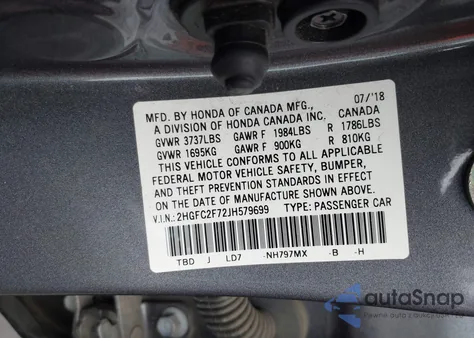 MFD. BY HONDA OF CANADA MFG., 07/'18
A DIVISION OF HONDA CANADA INC. CANADA
GVWR 3737LBS GAWR F 1984LBS R 1786LBS
GVWR 1695KG GAWR F 900KG R 810KG
THIS VEHICLE CONFORMS TO ALL APPLICABLE
FEDERAL MOTOR VEHICLE SAFETY, BUMPER,
AND THEFT PREVENTION STANDARDS IN EFFECT
ON THE DATE OF MANUFACTURE SHOWN ABOVE.
V.I.N.: 2HGFC2F72JH579699 TYPE: PASSENGER CAR
TBD J LD7 -NH797MX -B -H
autoSnap